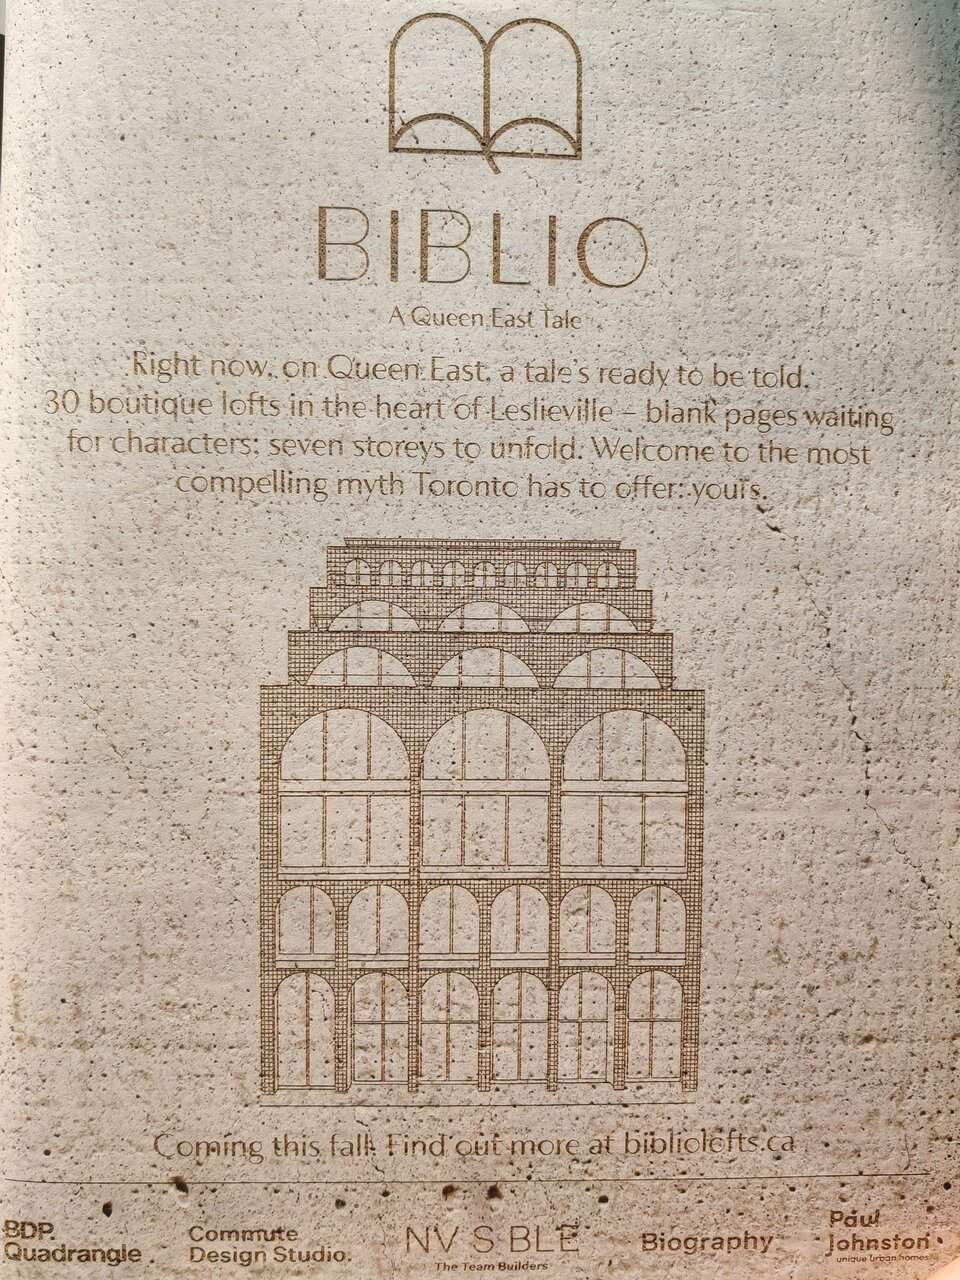 BIBLIO
A Queen East Tale
Right now, on Queen East, a tale's ready to be told.
30 boutique lofts in the heart of Leslieville – blank pages waiting
for characters; seven storeys to unfold. Welcome to the most
compelling myth Toronto has to offer: yours.
Coming this fall. Find out more at bibliolofts.ca
BDP.
Quadrangle
Commute
Design Studio
NV S BLE
The Team Builders
Biography
Paul
Johnston
unique urban homes